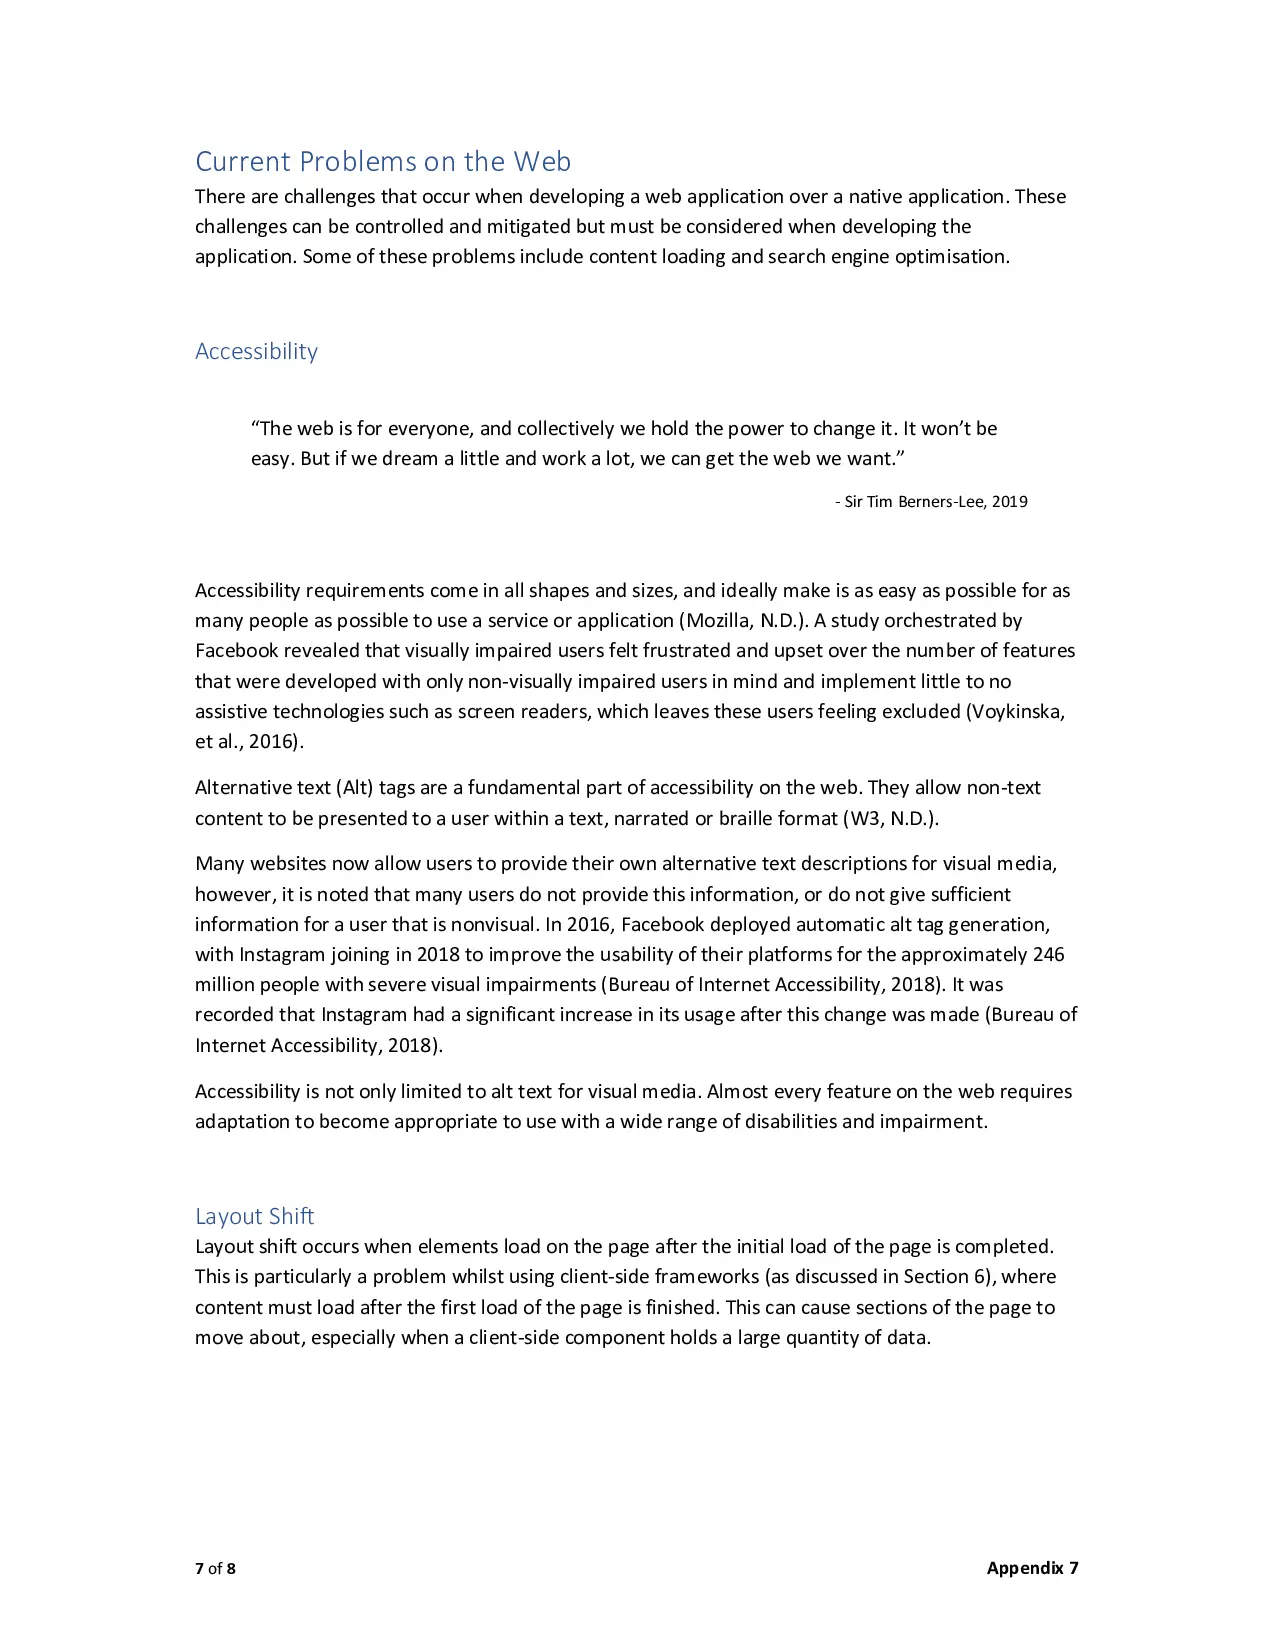 Current Problems on the Web
There are challenges that occur when developing a web application over a native application. These
challenges can be controlled and mitigated but must be considered when developing the
application. Some of these problems include content loading and search engine optimisation.
Accessibility
“The web is for everyone, and collectively we hold the power to change it. It won’t be
easy. But if we dream a little and work a lot, we can get the web we want.”
- Sir Tim Berners-Lee, 2019
Accessibility requirements come in all shapes and sizes, and ideally make is as easy as possible for as
many people as possible to use a service or application (Mozilla, N.D.). A study orchestrated by
Facebook revealed that visually impaired users felt frustrated and upset over the number of features
that were developed with only non-visually impaired users in mind and implement little to no
assistive technologies such as screen readers, which leaves these users feeling excluded (Voykinska,
et al., 2016).
Alternative text (Alt) tags are a fundamental part of accessibility on the web. They allow non-text
content to be presented to a user within a text, narrated or braille format (W3, N.D.).
Many websites now allow users to provide their own alternative text descriptions for visual media,
however, it is noted that many users do not provide this information, or do not give sufficient
information for a user that is nonvisual. In 2016, Facebook deployed automatic alt tag generation,
with Instagram joining in 2018 to improve the usability of their platforms for the approximately 246
million people with severe visual impairments (Bureau of Internet Accessibility, 2018). It was
recorded that Instagram had a significant increase in its usage after this change was made (Bureau of
Internet Accessibility, 2018).
Accessibility is not only limited to alt text for visual media. Almost every feature on the web requires
adaptation to become appropriate to use with a wide range of disabilities and impairment.
Layout Shift
Layout shift occurs when elements load on the page after the initial load of the page is completed.
This is particularly a problem whilst using client-side frameworks (as discussed in Section 6), where
content must load after the first load of the page is finished. This can cause sections of the page to
move about, especially when a client-side component holds a large quantity of data.
7 of 8
Appendix 7